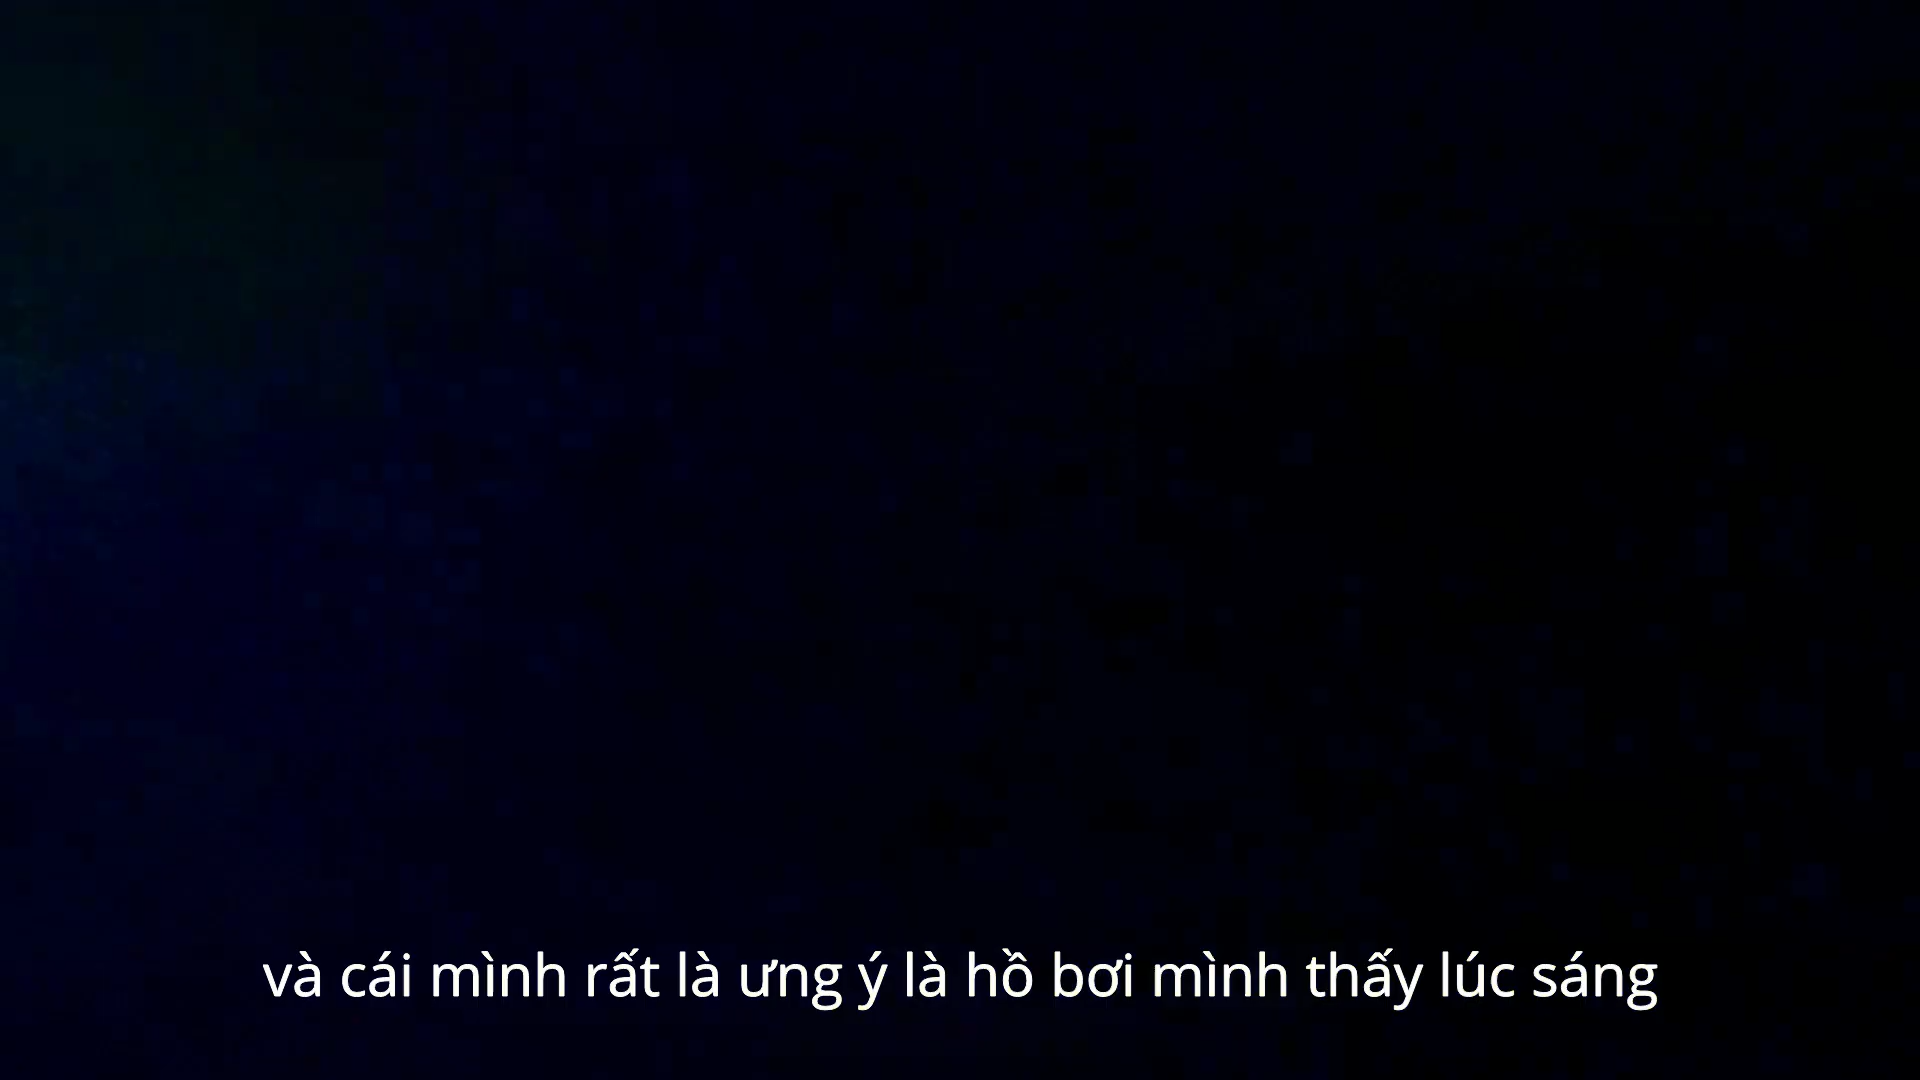 và cái mình rất là ưng ý là hồ bơi mình thấy lúc sáng